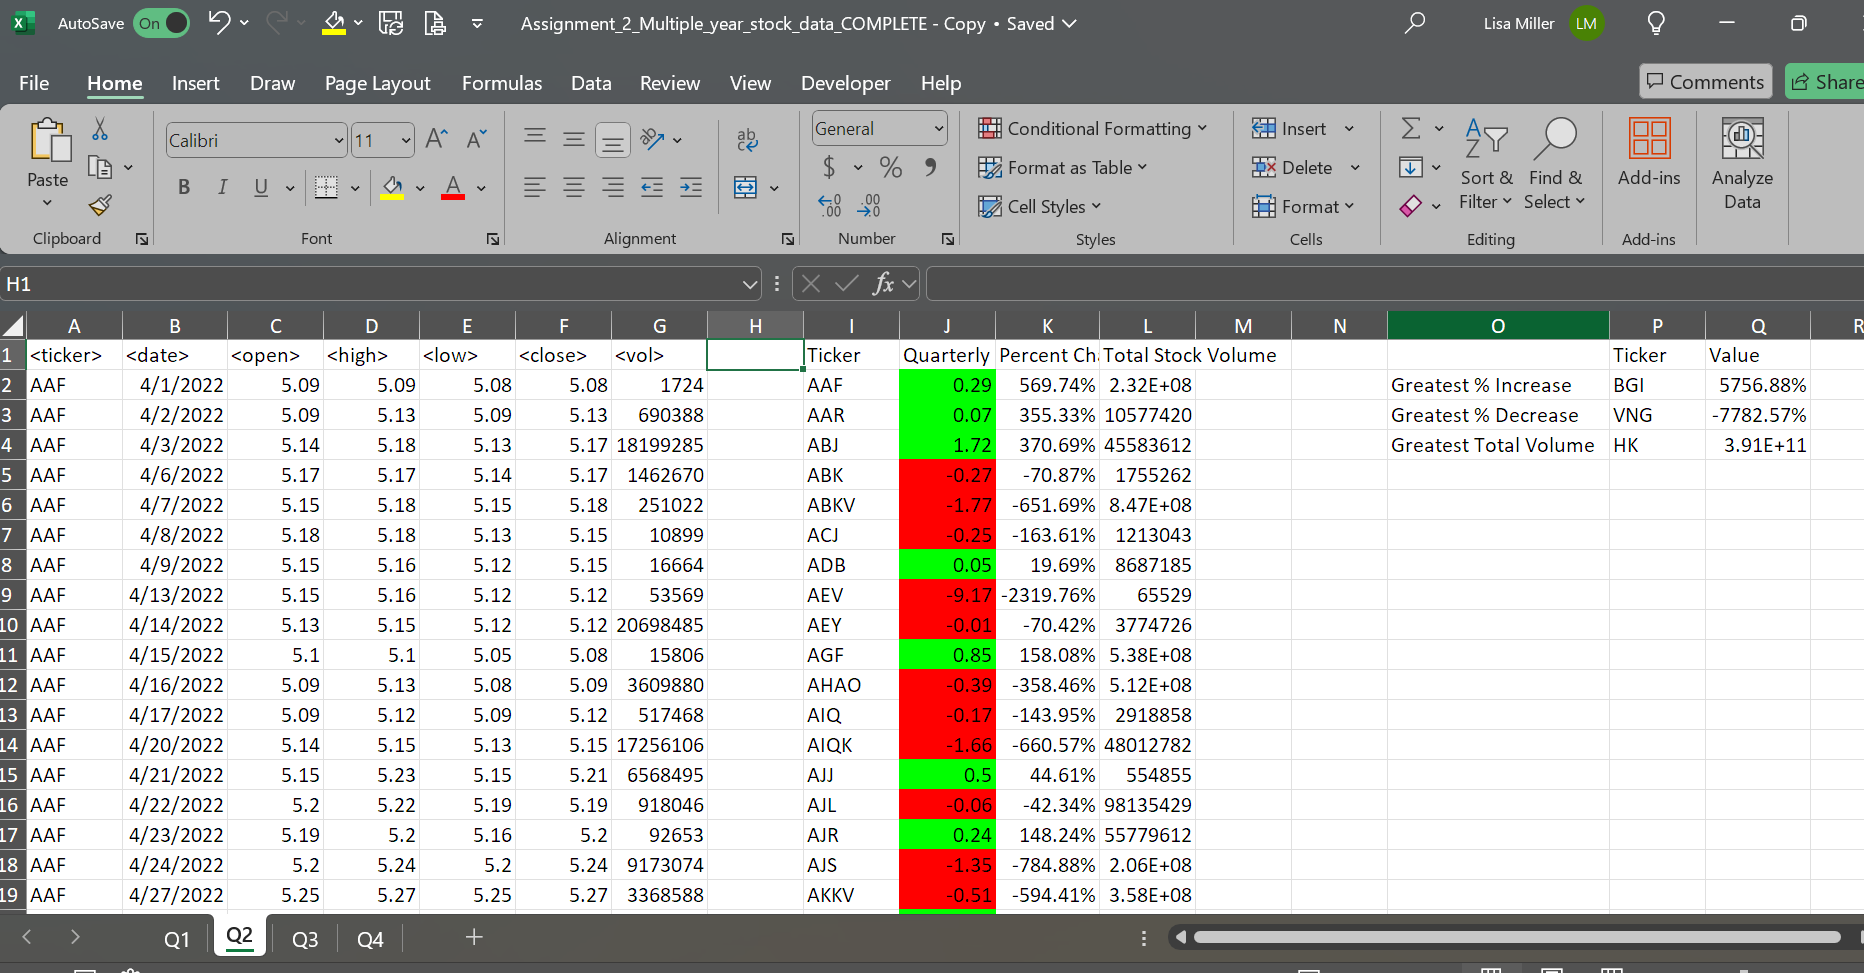 AutoSave On Assignment_2_Multiple_year_stock_data_COMPLETE - Copy • Saved Lisa Miller LM
File Home Insert Draw Page Layout Formulas Data Review View Developer Help Comments Share
Paste
Clipboard
Calibri 11
B I U A
Font
ab
Alignment
General
$ % 9
Number
Conditional Formatting
Format as Table
Cell Styles
Styles
Insert
Delete
Format
Cells
Sort & Filter
Find & Select
Editing
Add-ins
Add-ins
Analyze Data
H1 fx
A B C D E F G H I J K L M N O P Q R
1 <ticker> <date> <open> <high> <low> <close> <vol> Ticker Quarterly Percent Cha Total Stock Volume Ticker Value
2 AAF 4/1/2022 5.09 5.09 5.08 5.08 1724 AAF 0.29 569.74% 2.32E+08 Greatest % Increase BGI 5756.88%
3 AAF 4/2/2022 5.09 5.13 5.09 5.13 690388 AAR 0.07 355.33% 10577420 Greatest % Decrease VNG -7782.57%
4 AAF 4/3/2022 5.14 5.18 5.13 5.17 18199285 ABJ 1.72 370.69% 45583612 Greatest Total Volume HK 3.91E+11
5 AAF 4/6/2022 5.17 5.17 5.14 5.17 1462670 ABK -0.27 -70.87% 1755262
6 AAF 4/7/2022 5.15 5.18 5.15 5.18 251022 ABKV -1.77 -651.69% 8.47E+08
7 AAF 4/8/2022 5.18 5.18 5.13 5.15 10899 ACJ -0.25 -163.61% 1213043
8 AAF 4/9/2022 5.15 5.16 5.12 5.15 16664 ADB 0.05 19.69% 8687185
9 AAF 4/13/2022 5.15 5.16 5.12 5.12 53569 AEV -9.17 -2319.76% 65529
10 AAF 4/14/2022 5.13 5.15 5.12 5.12 20698485 AEY -0.01 -70.42% 3774726
11 AAF 4/15/2022 5.1 5.1 5.05 5.08 15806 AGF 0.85 158.08% 5.38E+08
12 AAF 4/16/2022 5.09 5.13 5.08 5.09 3609880 AHAO -0.39 -358.46% 5.12E+08
13 AAF 4/17/2022 5.09 5.12 5.09 5.12 517468 AIQ -0.17 -143.95% 2918858
14 AAF 4/20/2022 5.14 5.15 5.13 5.15 17256106 AIQK -1.66 -660.57% 48012782
15 AAF 4/21/2022 5.15 5.23 5.15 5.21 6568495 AJJ 0.5 44.61% 554855
16 AAF 4/22/2022 5.2 5.22 5.19 5.19 918046 AJL -0.06 -42.34% 98135429
17 AAF 4/23/2022 5.19 5.2 5.16 5.2 92653 AJR 0.24 148.24% 55779612
18 AAF 4/24/2022 5.2 5.24 5.2 5.24 9173074 AJS -1.35 -784.88% 2.06E+08
19 AAF 4/27/2022 5.25 5.27 5.25 5.27 3368588 AKKV -0.51 -594.41% 3.58E+08
Q1 Q2 Q3 Q4